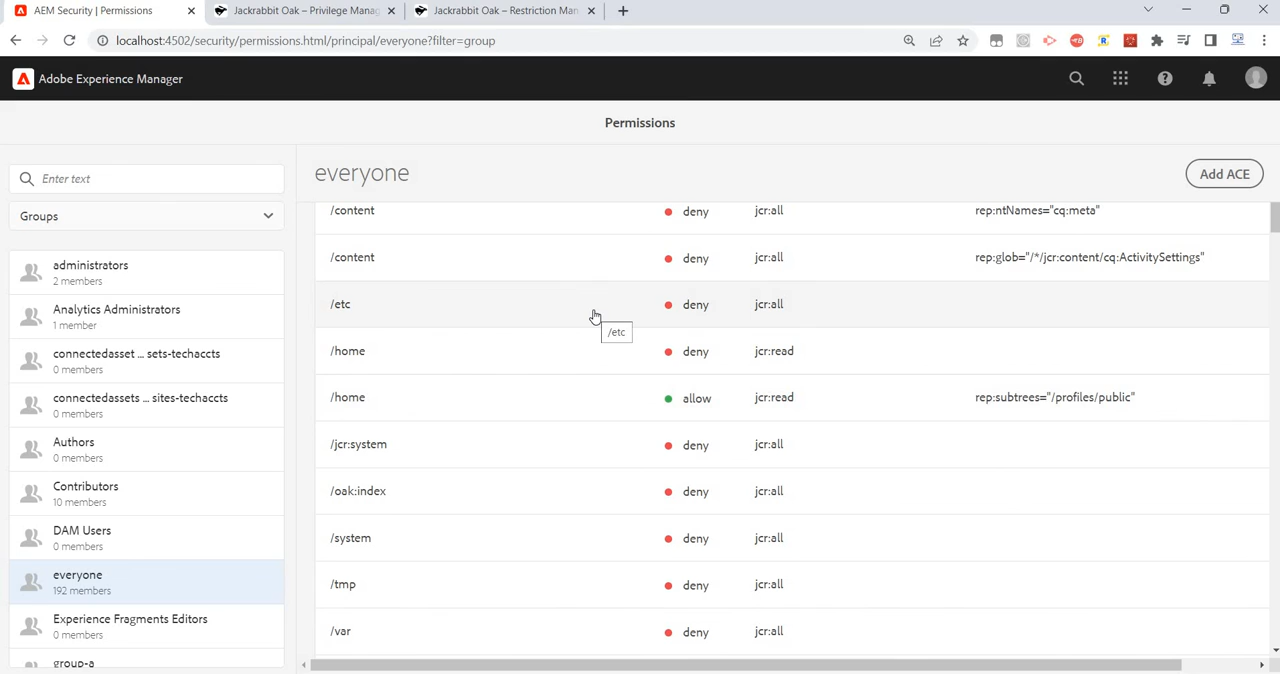 AEM Security | Permissions
Jackrabbit Oak – Privilege Manag
Jackrabbit Oak – Restriction Man
localhost:4502/security/permissions.html/principal/everyone?filter=group
Adobe Experience Manager
Permissions
Enter text
Groups
administrators
2 members
Analytics Administrators
1 member
connectedasset ... sets-techaccts
0 members
connectedassets ... sites-techaccts
0 members
Authors
0 members
Contributors
10 members
DAM Users
0 members
everyone
192 members
Experience Fragments Editors
0 members
group-a
everyone
Add ACE
/content deny jcr:all rep:ntNames="cq:meta"
/content deny jcr:all rep:glob="/*/jcr:content/cq:ActivitySettings"
/etc deny jcr:all
/etc
/home deny jcr:read
/home allow jcr:read rep:subtrees="/profiles/public"
/jcr:system deny jcr:all
/oak:index deny jcr:all
/system deny jcr:all
/tmp deny jcr:all
/var deny jcr:all